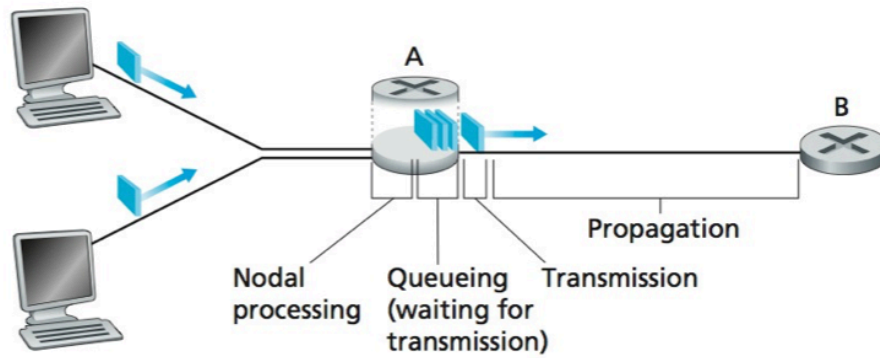 A
B
Propagation
Nodal
processing
Queueing
(waiting for
transmission)
Transmission